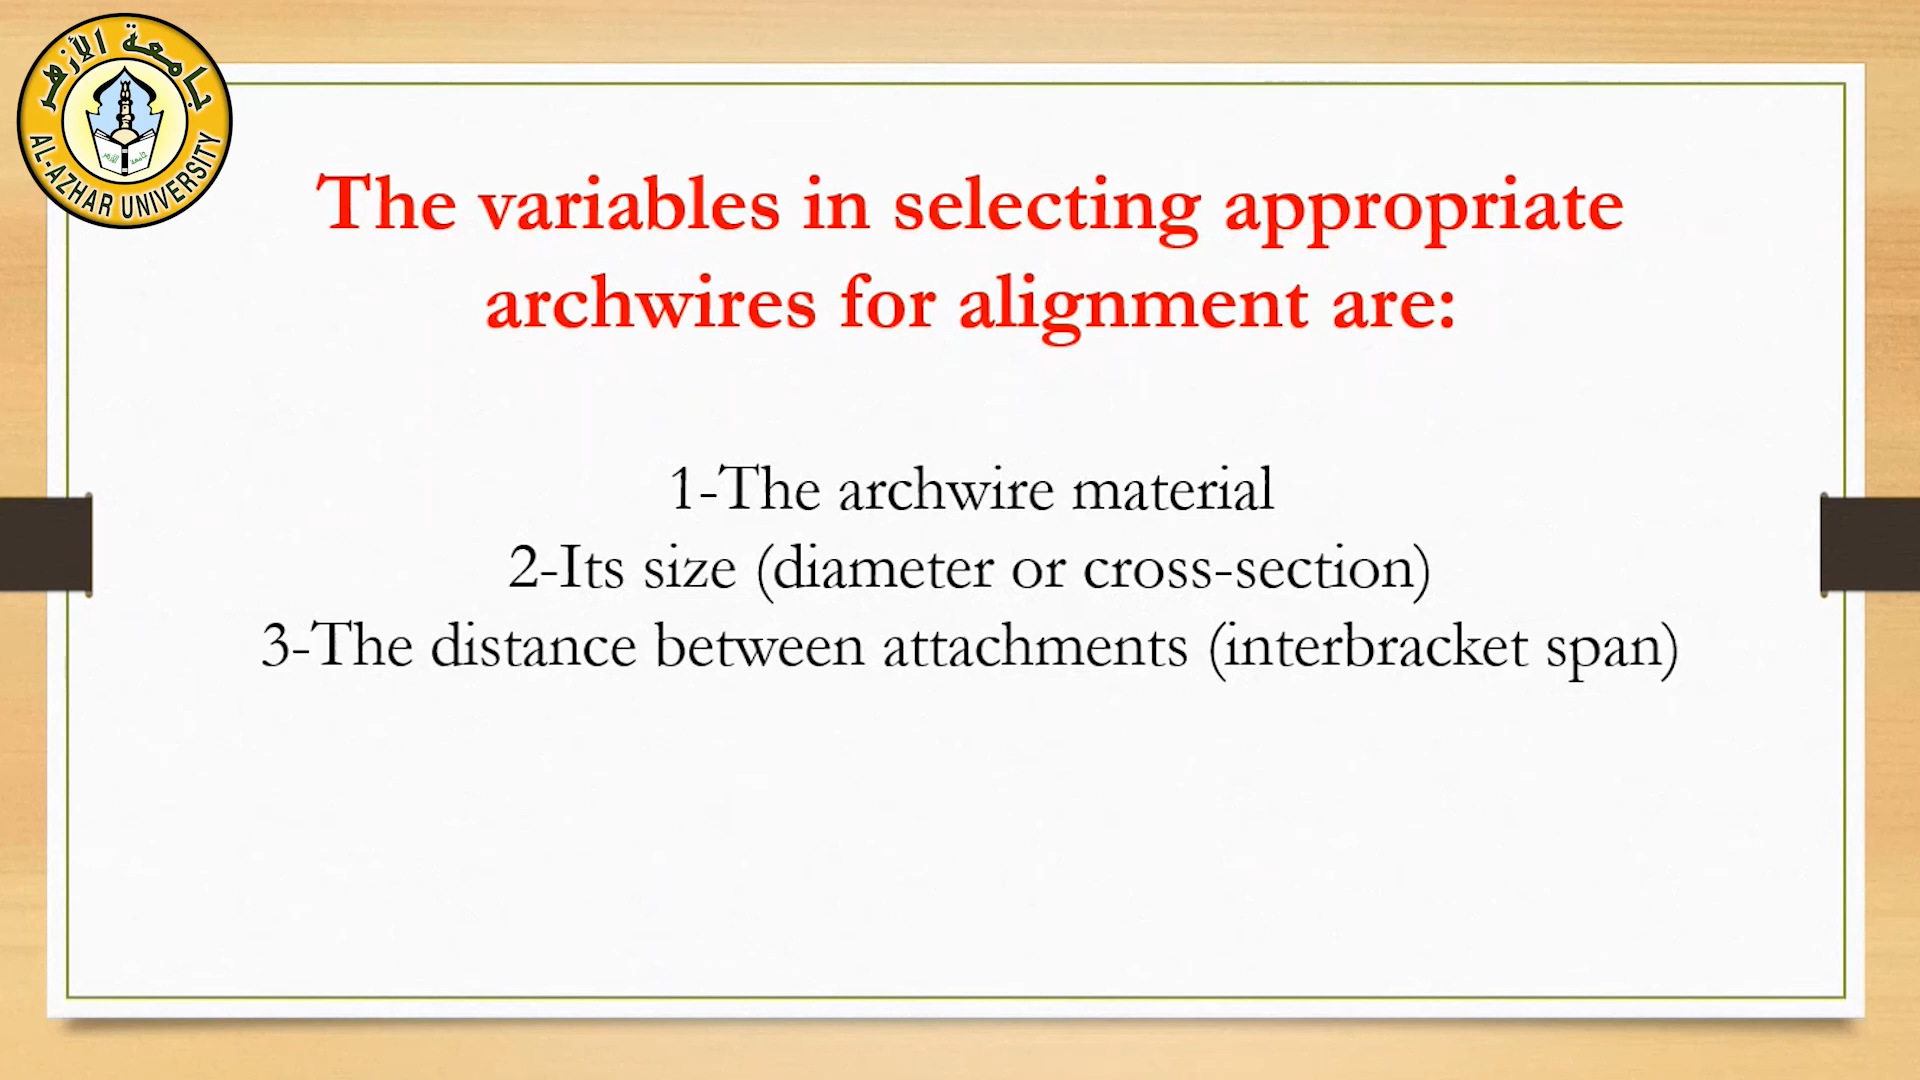 جامعة الأزهر
AL-AZHAR UNIVERSITY
The variables in selecting appropriate
archwires for alignment are:
1-The archwire material
2-Its size (diameter or cross-section)
3-The distance between attachments (interbracket span)